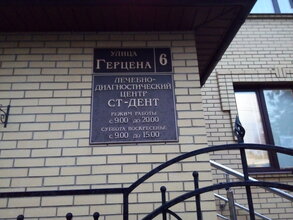 УЛИЦА
ГЕРЦЕНА 6
ЛЕЧЕБНО-
ДИАГНОСТИЧЕСКИЙ
ЦЕНТР
СТ-ДЕНТ
РЕЖИМ РАБОТЫ
С 9.00 ДО 20.00
СУББОТА ВОСКРЕСЕНЬЕ
С 9.00 ДО 15.00